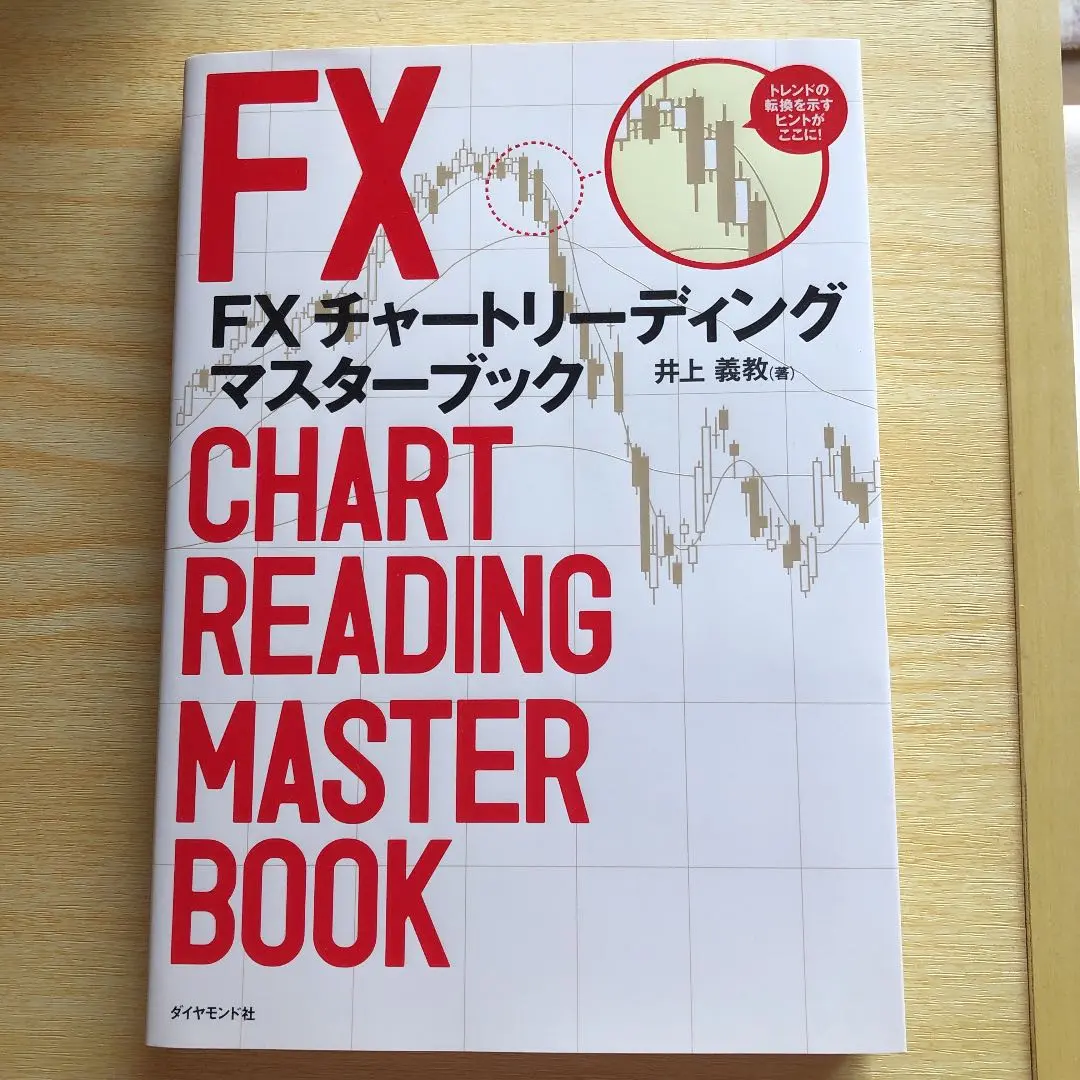 FX
トレンドの
転換を示す
ヒントが
ここに!
FXチャートリーディング
マスターブック
井上 義教(著)
CHART
READING
MASTER
BOOK
ダイヤモンド社